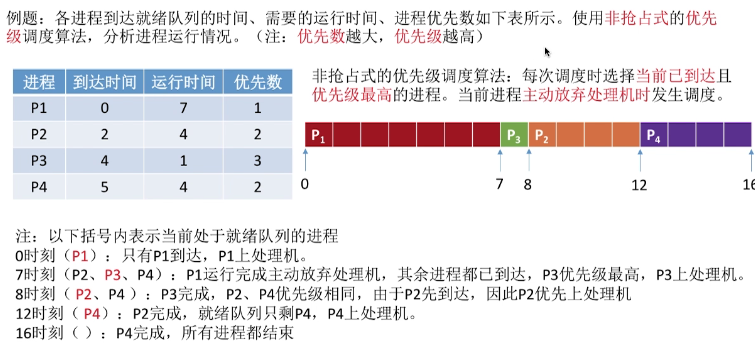 例题：各进程到达就绪队列的时间、需要的运行时间、进程优先数如下表所示。使用非抢占式的优先
级调度算法，分析进程运行情况。（注：优先数越大，优先级越高）
进程 到达时间 运行时间 优先数
P1 0 7 1
P2 2 4 2
P3 4 1 3
P4 5 4 2
非抢占式的优先级调度算法：每次调度时选择当前已到达且
优先级最高的进程。当前进程主动放弃处理机时发生调度。
P1 P3 P2 P4
0 7 8 12 16
注：以下括号内表示当前处于就绪队列的进程
0时刻（P1）：只有P1到达，P1上处理机。
7时刻（P2、P3、P4）：P1运行完成主动放弃处理机，其余进程都已到达，P3优先级最高，P3上处理机。
8时刻（P2、P4）：P3完成，P2、P4优先级相同，由于P2先到达，因此P2优先上处理机
12时刻（P4）：P2完成，就绪队列只剩P4，P4上处理机。
16时刻（）：P4完成，所有进程都结束